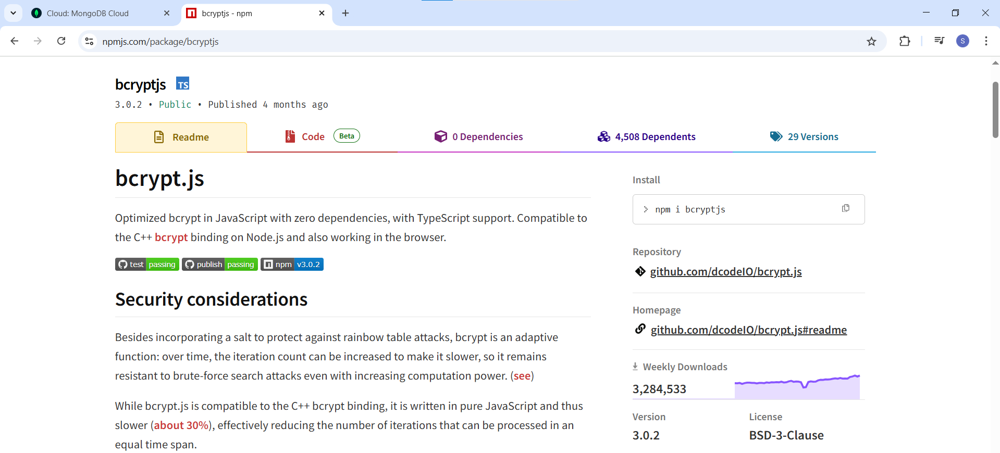 Cloud: MongoDB Cloud
bcryptjs - npm
npmjs.com/package/bcryptjs
S
bcryptjs TS
3.0.2 • Public • Published 4 months ago
Readme
Code Beta
0 Dependencies
4,508 Dependents
29 Versions
bcrypt.js
Optimized bcrypt in JavaScript with zero dependencies, with TypeScript support. Compatible to
the C++ bcrypt binding on Node.js and also working in the browser.
test passing publish passing npm v3.0.2
Security considerations
Besides incorporating a salt to protect against rainbow table attacks, bcrypt is an adaptive
function: over time, the iteration count can be increased to make it slower, so it remains
resistant to brute-force search attacks even with increasing computation power. (see)
While bcrypt.js is compatible to the C++ bcrypt binding, it is written in pure JavaScript and thus
slower (about 30%), effectively reducing the number of iterations that can be processed in an
equal time span.
Install
> npm i bcryptjs
Repository
github.com/dcodeIO/bcrypt.js
Homepage
github.com/dcodeIO/bcrypt.js#readme
Weekly Downloads
3,284,533
Version
3.0.2
License
BSD-3-Clause